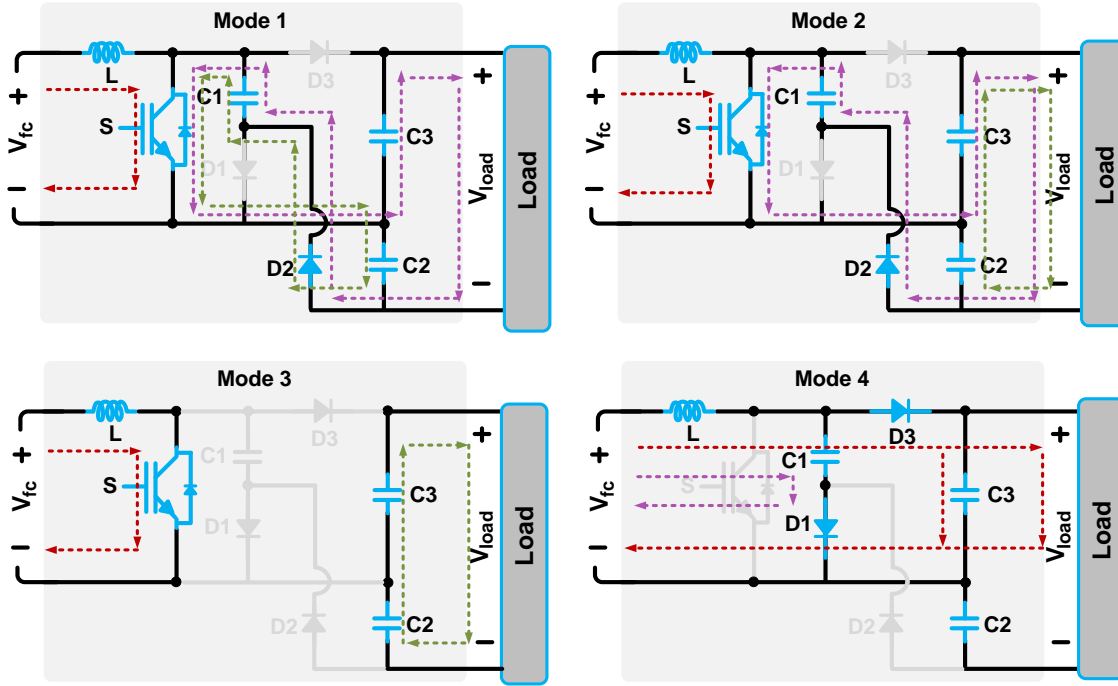 Mode 1
L
D3
+
C1
+
S
Vfc
C3
D1
Vload
Load
−
D2
C2
−
Mode 2
L
D3
+
C1
+
S
Vfc
C3
D1
Vload
Load
−
D2
C2
−
Mode 3
L
D3
+
C1
+
S
Vfc
C3
D1
Vload
Load
−
D2
C2
−
Mode 4
L
D3
+
C1
+
S
Vfc
C3
D1
Vload
Load
−
D2
C2
−